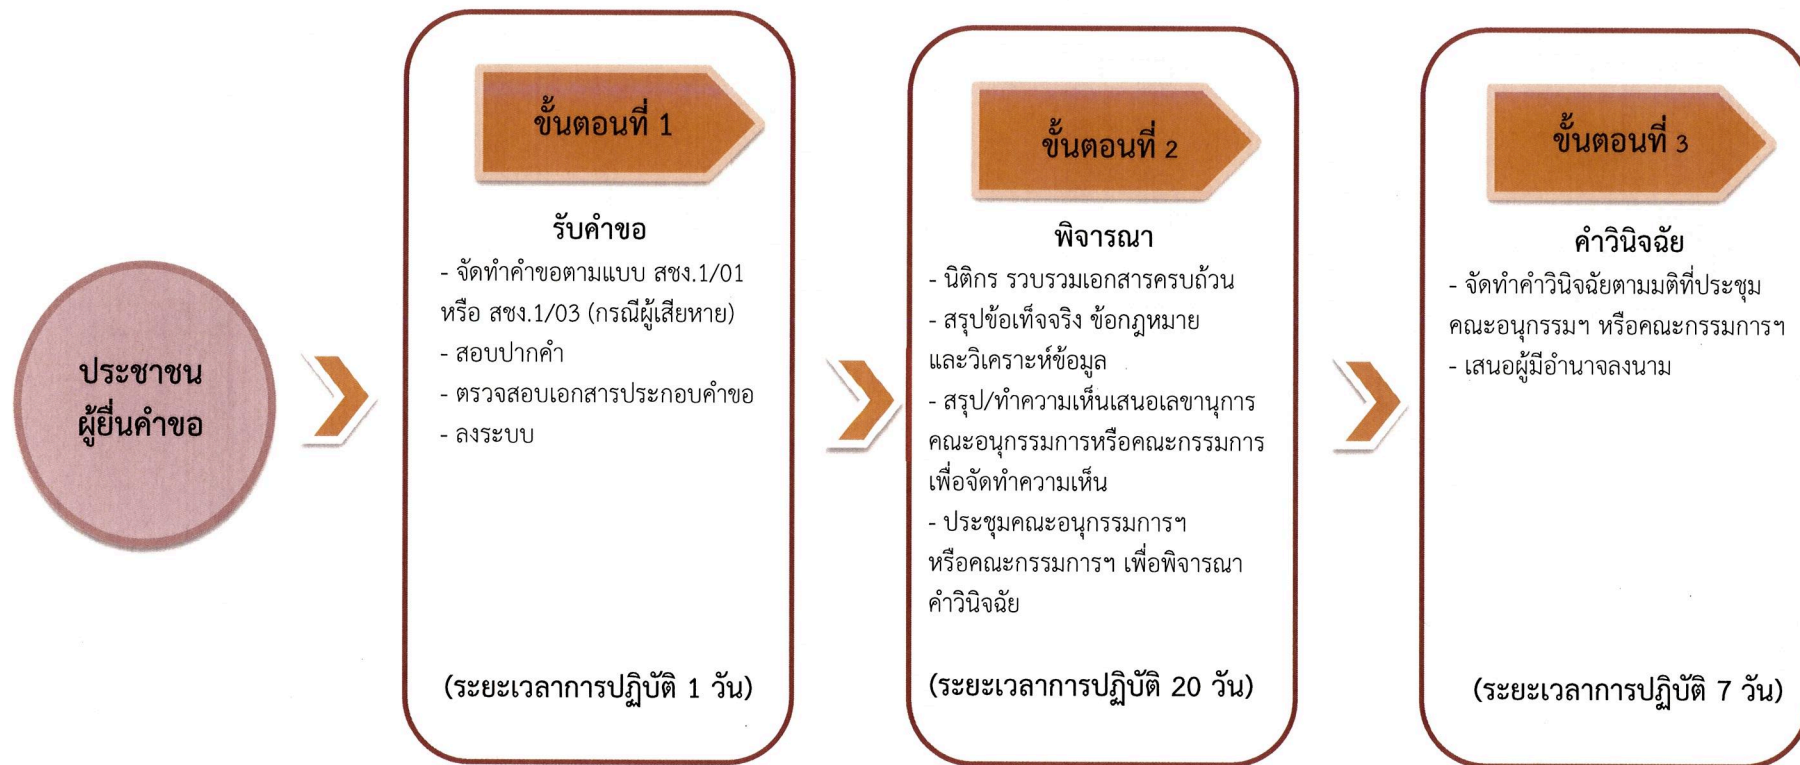 ประชาชน
ผู้ยื่นคำขอ
ขั้นตอนที่ 1
รับคำขอ
- จัดทำคำขอตามแบบ สชง.1/01
หรือ สชง.1/03 (กรณีผู้เสียหาย)
- สอบปากคำ
- ตรวจสอบเอกสารประกอบคำขอ
- ลงระบบ
(ระยะเวลาการปฏิบัติ 1 วัน)
ขั้นตอนที่ 2
พิจารณา
- นิติกร รวบรวมเอกสารครบถ้วน
- สรุปข้อเท็จจริง ข้อกฎหมาย
และวิเคราะห์ข้อมูล
- สรุป/ทำความเห็นเสนอเลขานุการ
คณะอนุกรรมการหรือคณะกรรมการ
เพื่อจัดทำความเห็น
- ประชุมคณะอนุกรรมการฯ
หรือคณะกรรมการฯ เพื่อพิจารณา
คำวินิจฉัย
(ระยะเวลาการปฏิบัติ 20 วัน)
ขั้นตอนที่ 3
คำวินิจฉัย
- จัดทำคำวินิจฉัยตามมติที่ประชุม
คณะอนุกรรมฯ หรือคณะกรรมการฯ
- เสนอผู้มีอำนาจลงนาม
(ระยะเวลาการปฏิบัติ 7 วัน)